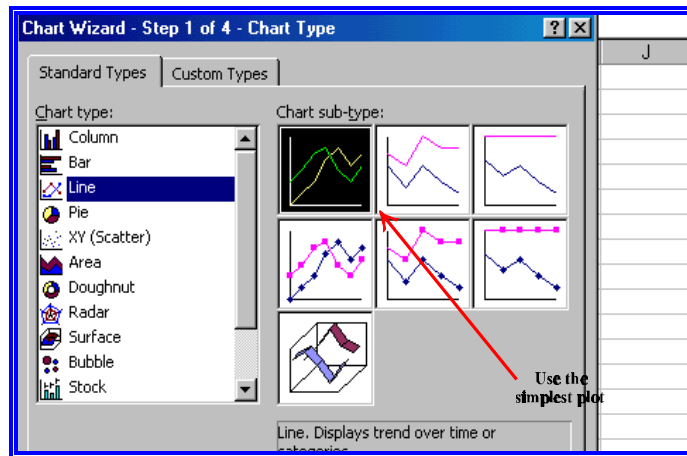 Chart Wizard - Step 1 of 4 - Chart Type
J
Standard Types
Custom Types
Chart type:
Column
Bar
Line
Pie
XY (Scatter)
Area
Doughnut
Radar
Surface
Bubble
Stock
Chart sub-type:
Use the
simplest plot
Line. Displays trend over time or
categories